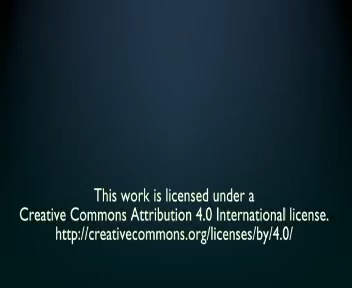 This work is licensed under a
Creative Commons Attribution 4.0 International license.
http://creativecommons.org/licenses/by/4.0/